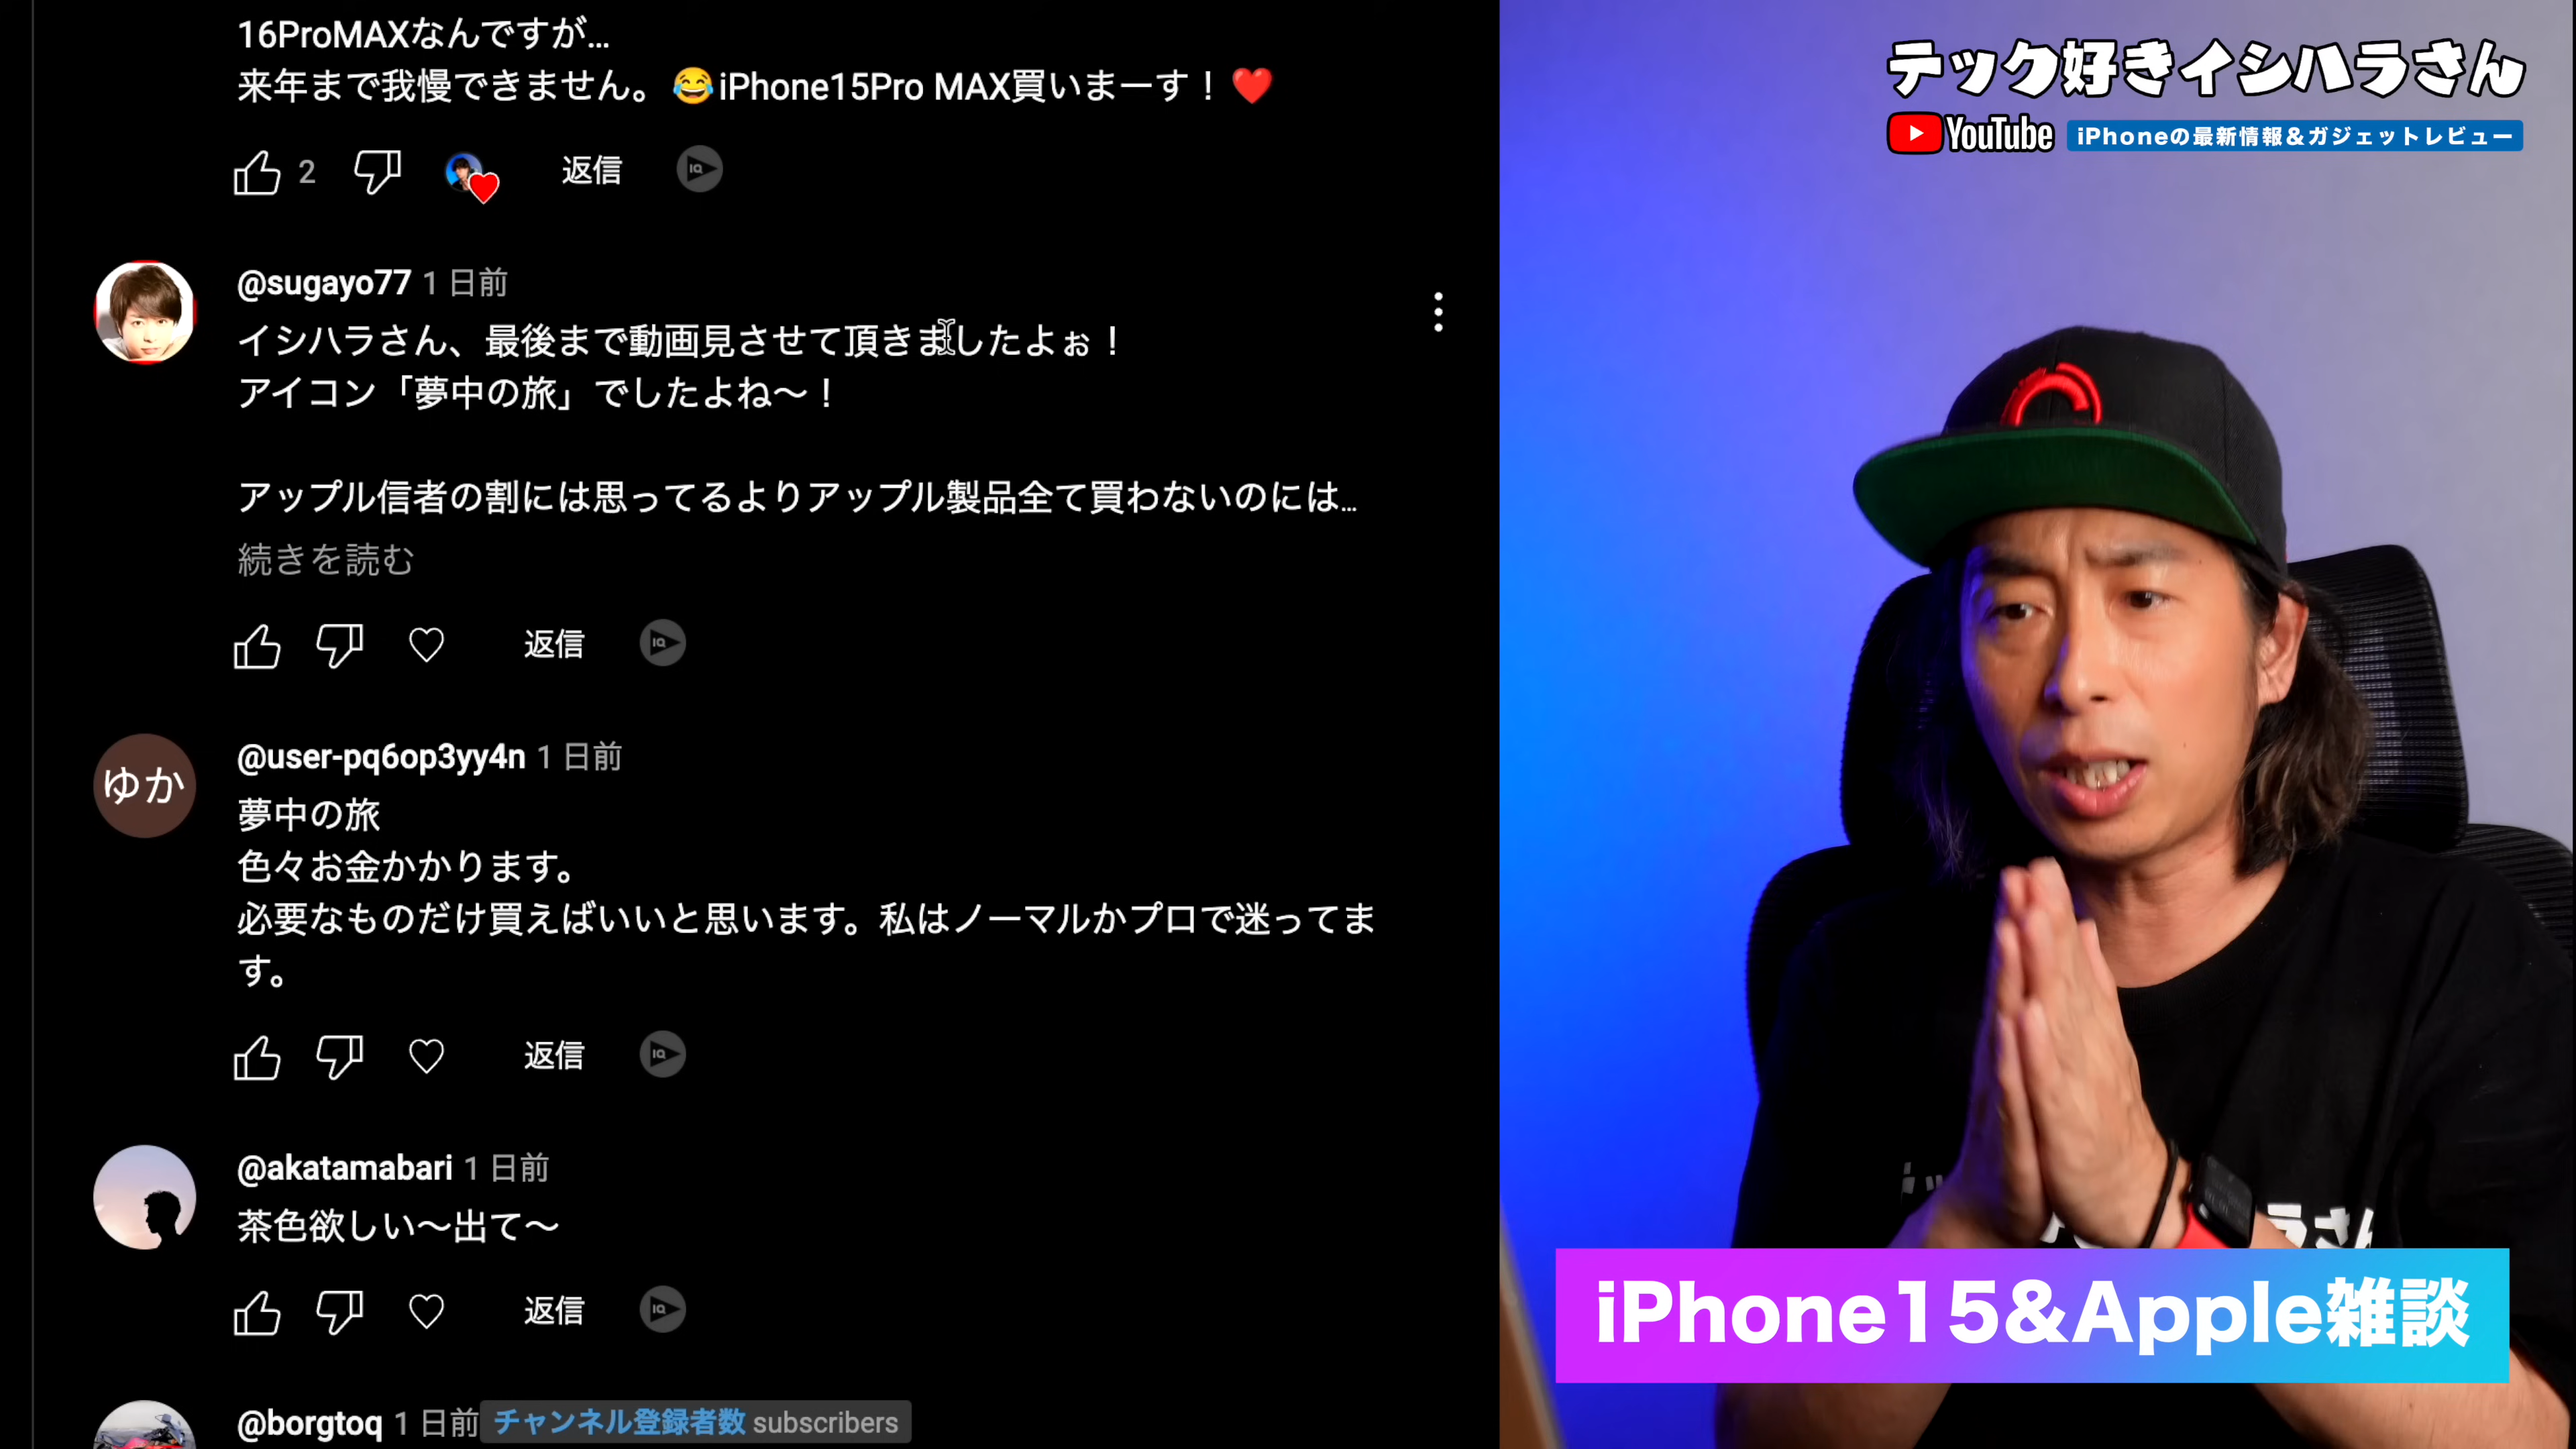 16ProMAXなんですが…
来年まで我慢できません。😂iPhone15Pro MAX買いまーす！❤️
2
返信
@sugayo77 1 日前
イシハラさん、最後まで動画見させて頂きましたよぉ！
アイコン「夢中の旅」でしたよね〜！
アップル信者の割には思ってるよりアップル製品全て買わないのには…
続きを読む
返信
ゆか
@user-pq6op3yy4n 1 日前
夢中の旅
色々お金かかります。
必要なものだけ買えばいいと思います。私はノーマルかプロで迷ってま
す。
返信
@akatamabari 1 日前
茶色欲しい〜出て〜
返信
@borgtoq 1 日前 チャンネル登録者数 subscribers
テック好きイシハラさん
YouTube iPhoneの最新情報&ガジェットレビュー
iPhone15&Apple雑談